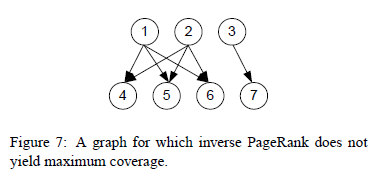 1 2 3
4 5 6 7
Figure 7: A graph for which inverse PageRank does not
yield maximum coverage.